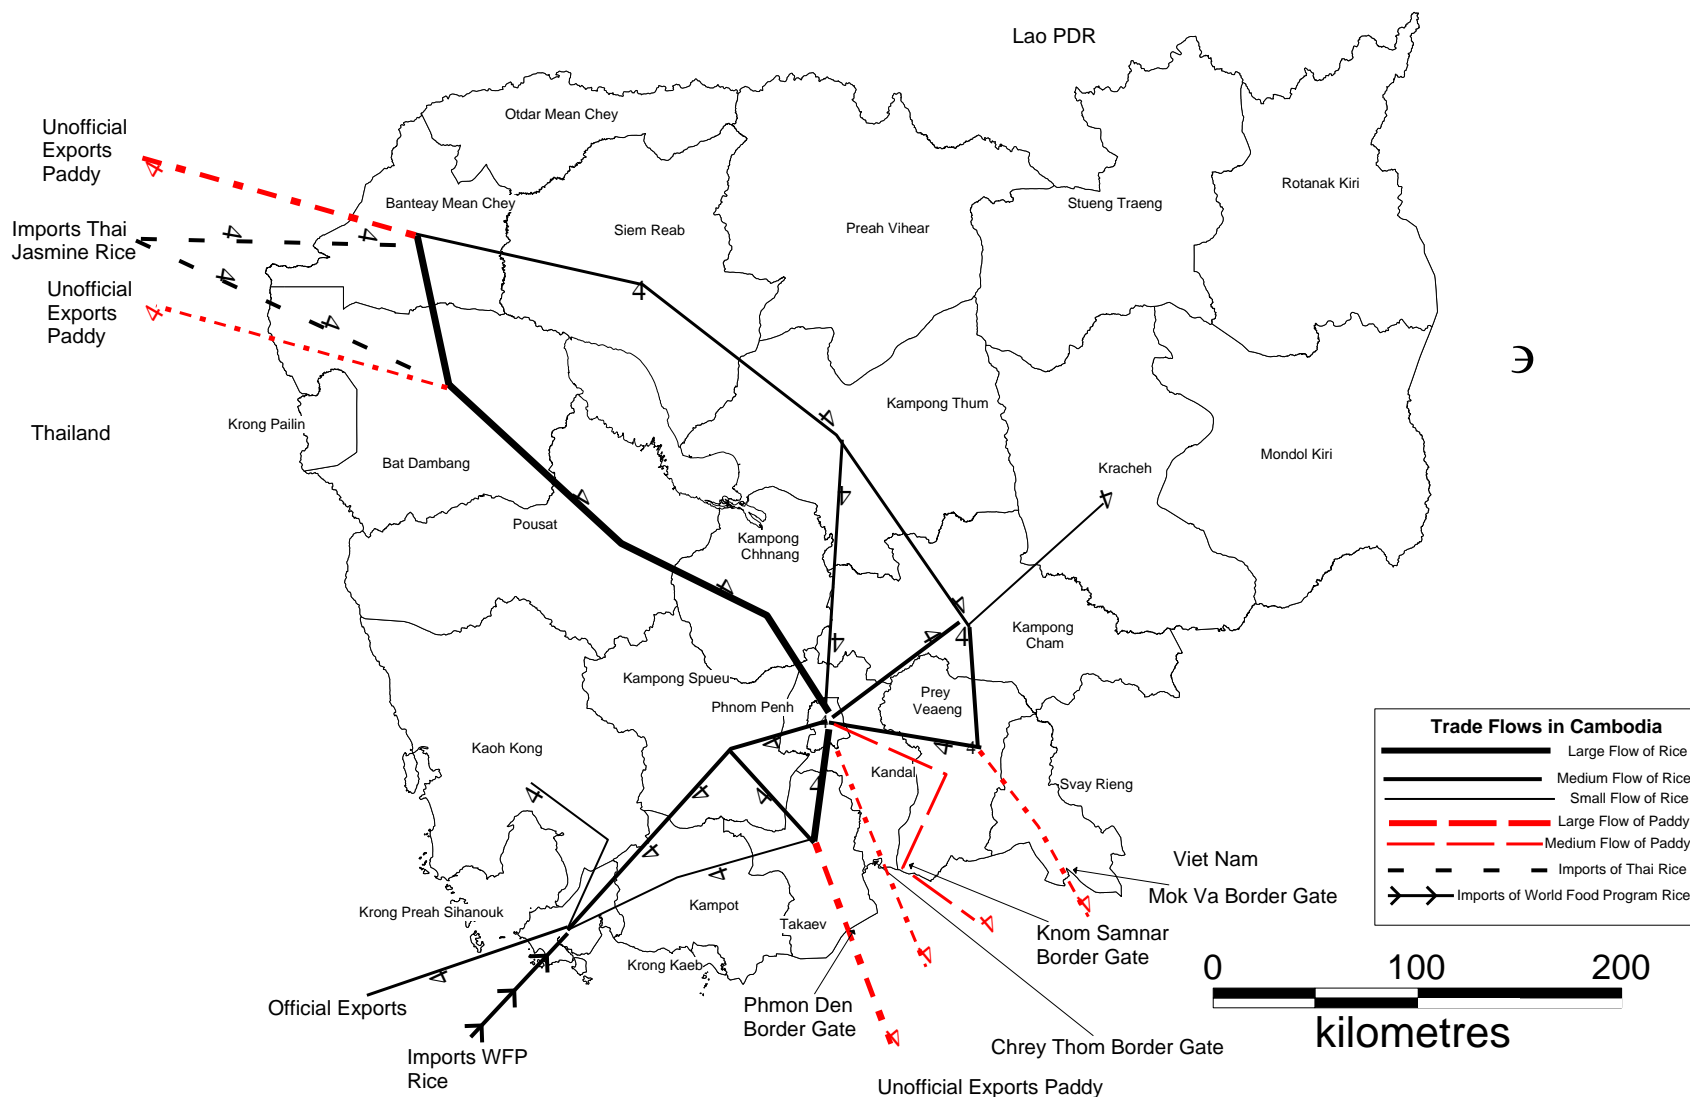 Lao PDR
Otdar Mean Chey
Unofficial
Exports
Paddy
Banteay Mean Chey
Siem Reab
Preah Vihear
Stueng Traeng
Rotanak Kiri
Imports Thai
Jasmine Rice
Unofficial
Exports
Paddy
Thailand
Krong Pailin
Bat Dambang
Kampong Thum
Kracheh
Mondol Kiri
Pousat
Kampong
Chhnang
Kampong
Cham
Kampong Spueu
Phnom Penh
Prey
Veaeng
Kaoh Kong
Kandal
Svay Rieng
Krong Preah Sihanouk
Kampot
Takaev
Krong Kaeb
Viet Nam
Mok Va Border Gate
Knom Samnar
Border Gate
Official Exports
Phmon Den
Border Gate
Chrey Thom Border Gate
Imports WFP
Rice
Unofficial Exports Paddy
Trade Flows in Cambodia
Large Flow of Rice
Medium Flow of Rice
Small Flow of Rice
Large Flow of Paddy
Medium Flow of Paddy
Imports of Thai Rice
Imports of World Food Program Rice
0 100 200
kilometres